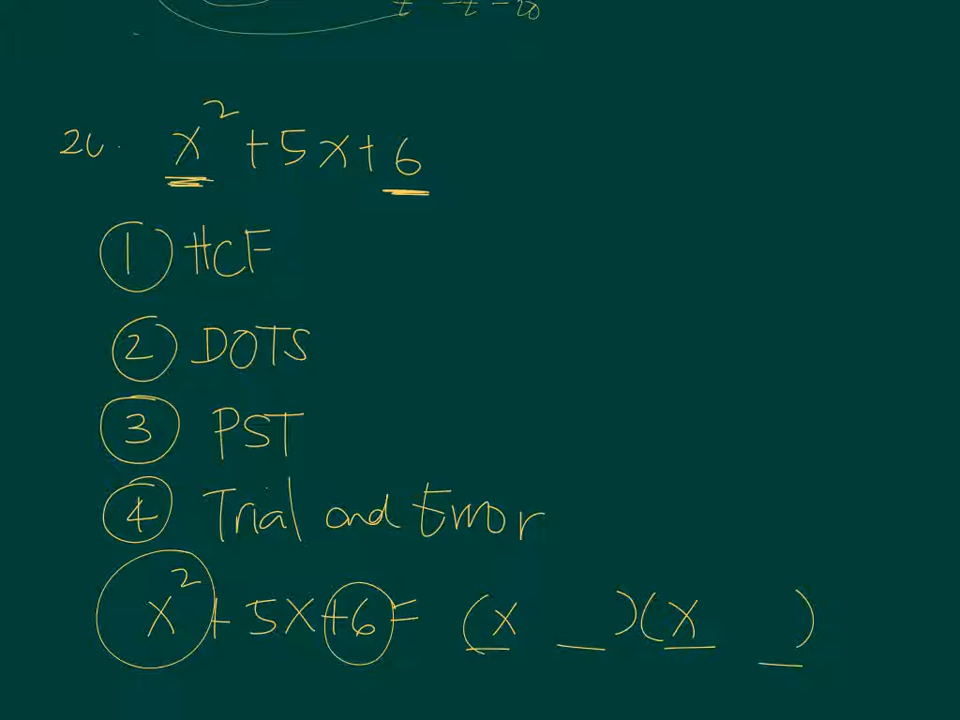 20. x² + 5x + 6
① HCF
② DOTS
③ PST
④ Trial and Error
x² + 5x + 6 = (x __)(x __)